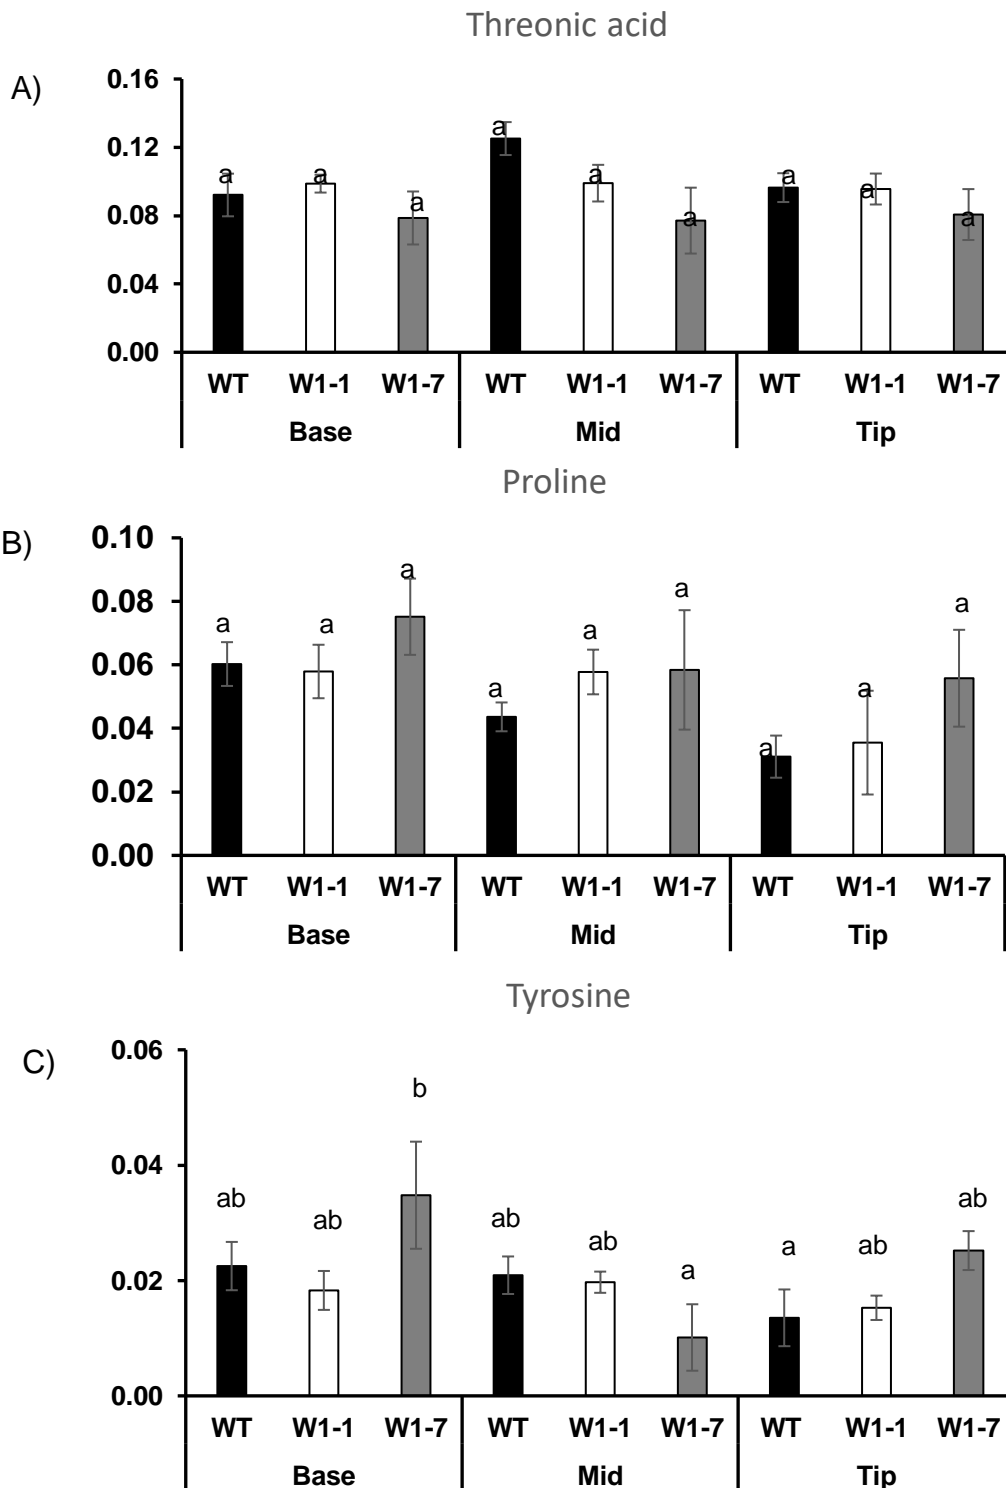 Threonic acid
A)
0.16
0.12
0.08
0.04
0.00
a a a a a a a a a
WT W1-1 W1-7 WT W1-1 W1-7 WT W1-1 W1-7
Base Mid Tip
Proline
B)
0.10
0.08
0.06
0.04
0.02
0.00
a a a a a a a a a
WT W1-1 W1-7 WT W1-1 W1-7 WT W1-1 W1-7
Base Mid Tip
Tyrosine
C)
0.06
0.04
0.02
0.00
ab ab b ab ab a a ab ab
WT W1-1 W1-7 WT W1-1 W1-7 WT W1-1 W1-7
Base Mid Tip